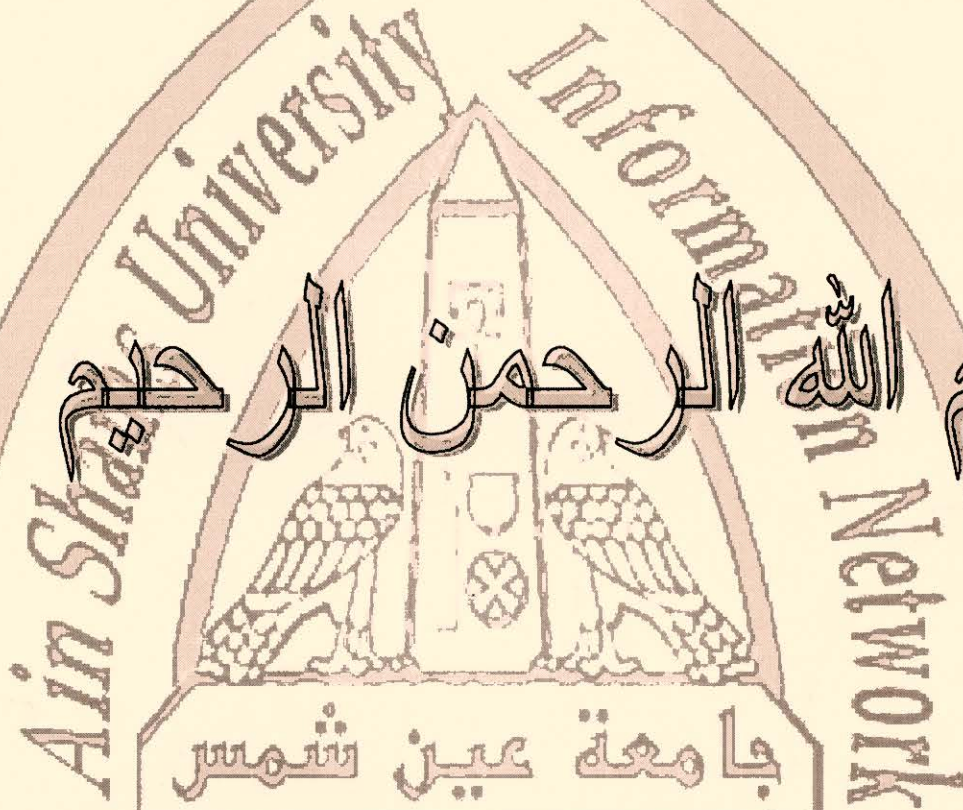 Ain Shams University
Information Network
الله الرحمن الرحيم
جامعة عين شمس